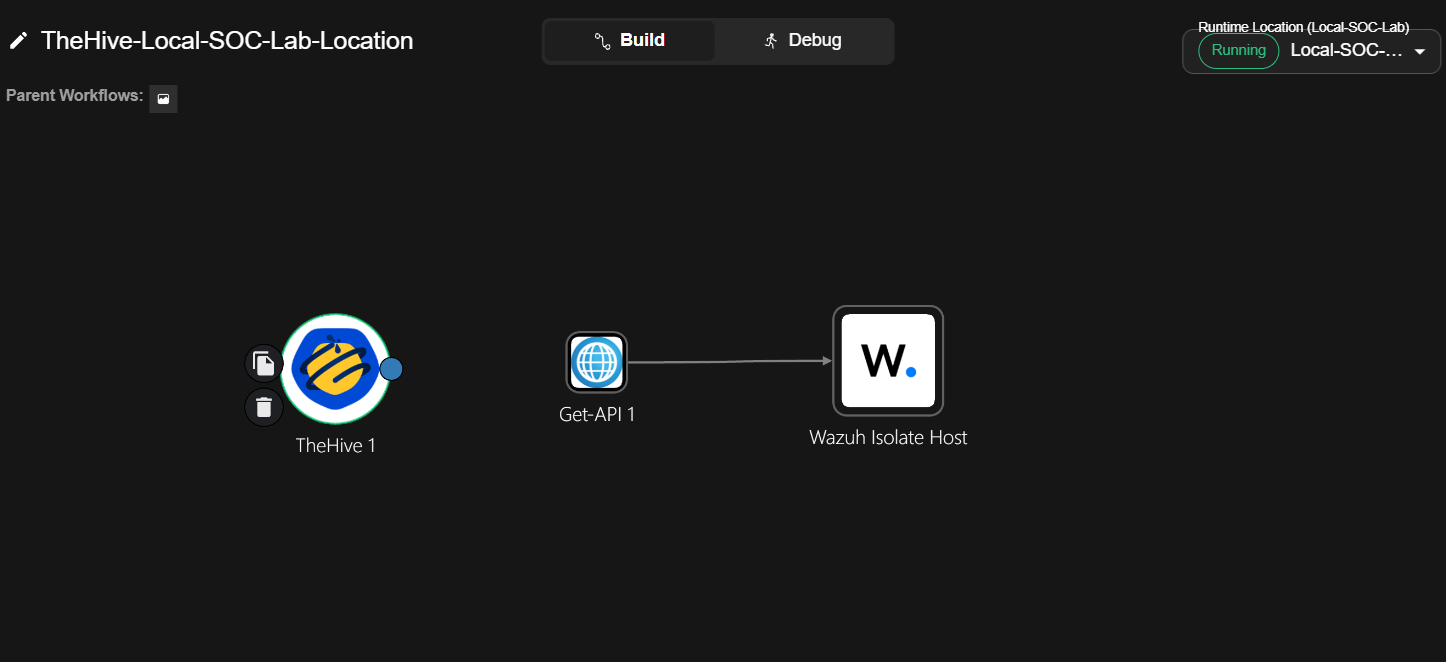 TheHive-Local-SOC-Lab-Location
Build
Debug
Runtime Location (Local-SOC-Lab)
Running
Local-SOC-...
Parent Workflows:
W.
TheHive 1
Get-API 1
Wazuh Isolate Host